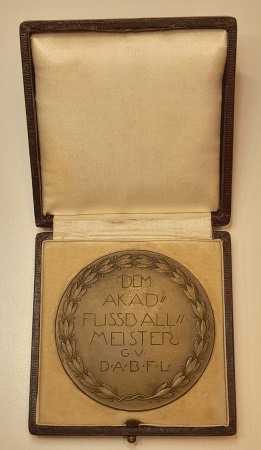 DEM
AKAD"
FUSSBALL"
MEISTER
G·V·
D·A·B·F·L·